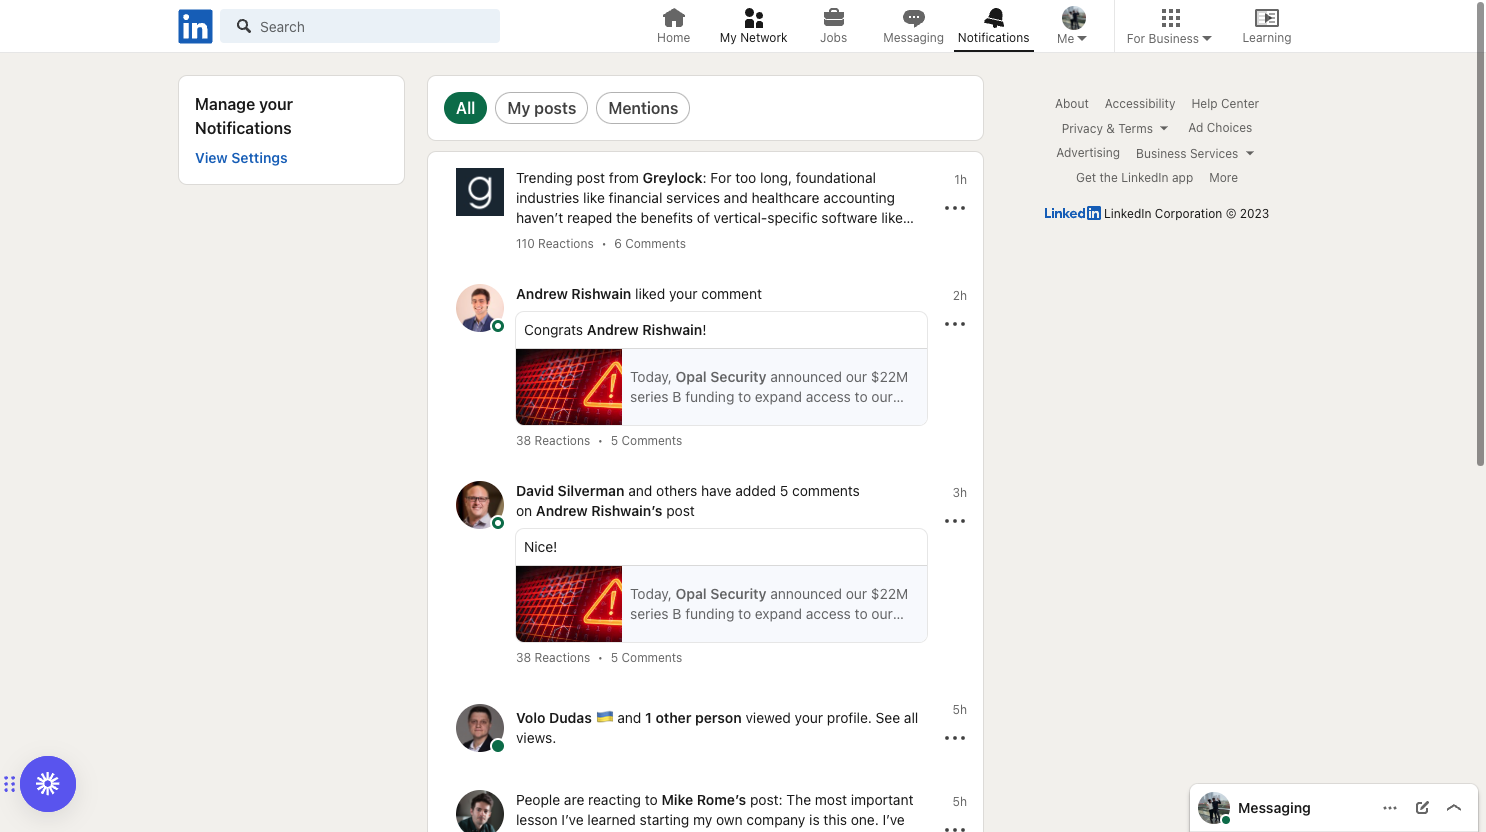 in
Search
Home
My Network
Jobs
Messaging
Notifications
Me
For Business
Learning
Manage your
Notifications
View Settings
All
My posts
Mentions
g
Trending post from Greylock: For too long, foundational
industries like financial services and healthcare accounting
haven’t reaped the benefits of vertical-specific software like...
1h
110 Reactions • 6 Comments
Andrew Rishwain liked your comment
2h
Congrats Andrew Rishwain!
Today, Opal Security announced our $22M
series B funding to expand access to our...
38 Reactions • 5 Comments
David Silverman and others have added 5 comments
on Andrew Rishwain’s post
3h
Nice!
Today, Opal Security announced our $22M
series B funding to expand access to our...
38 Reactions • 5 Comments
Volo Dudas and 1 other person viewed your profile. See all
views.
5h
People are reacting to Mike Rome’s post: The most important
lesson I’ve learned starting my own company is this one. I’ve
5h
About Accessibility Help Center
Privacy & Terms Ad Choices
Advertising Business Services
Get the LinkedIn app More
LinkedIn LinkedIn Corporation © 2023
Messaging